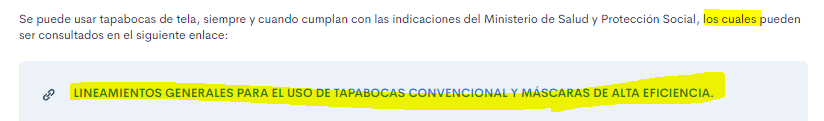 Se puede usar tapabocas de tela, siempre y cuando cumplan con las indicaciones del Ministerio de Salud y Protección Social, los cuales pueden
ser consultados en el siguiente enlace:
LINEAMIENTOS GENERALES PARA EL USO DE TAPABOCAS CONVENCIONAL Y MÁSCARAS DE ALTA EFICIENCIA.